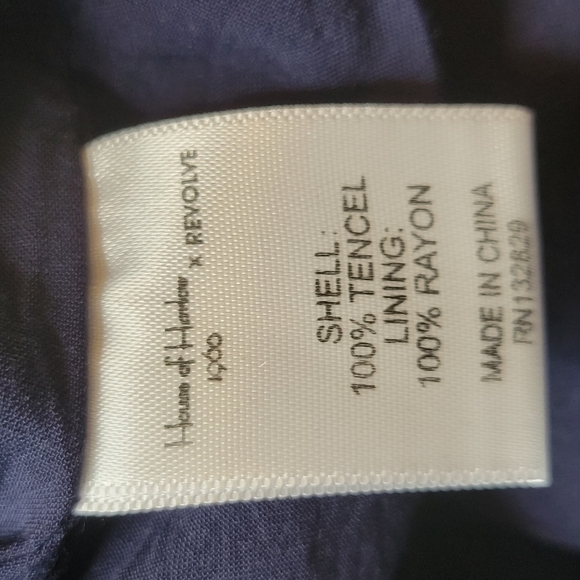 House of Harlow
1960
x REVOLVE
SHELL:
100% TENCEL
LINING:
100% RAYON
MADE IN CHINA
RN132829